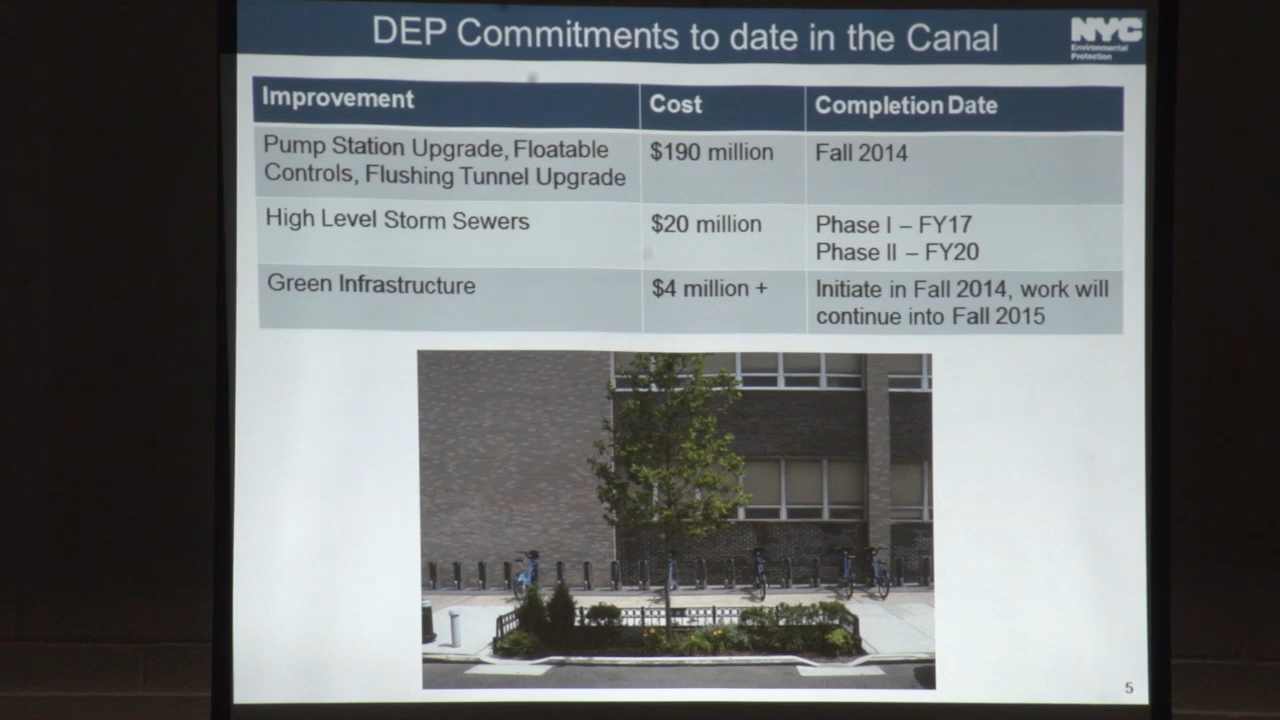 DEP Commitments to date in the Canal
NYC
Environmental
Protection
Improvement Cost Completion Date
Pump Station Upgrade, Floatable
Controls, Flushing Tunnel Upgrade
$190 million
Fall 2014
High Level Storm Sewers
$20 million
Phase I – FY17
Phase II – FY20
Green Infrastructure
$4 million +
Initiate in Fall 2014, work will
continue into Fall 2015
5